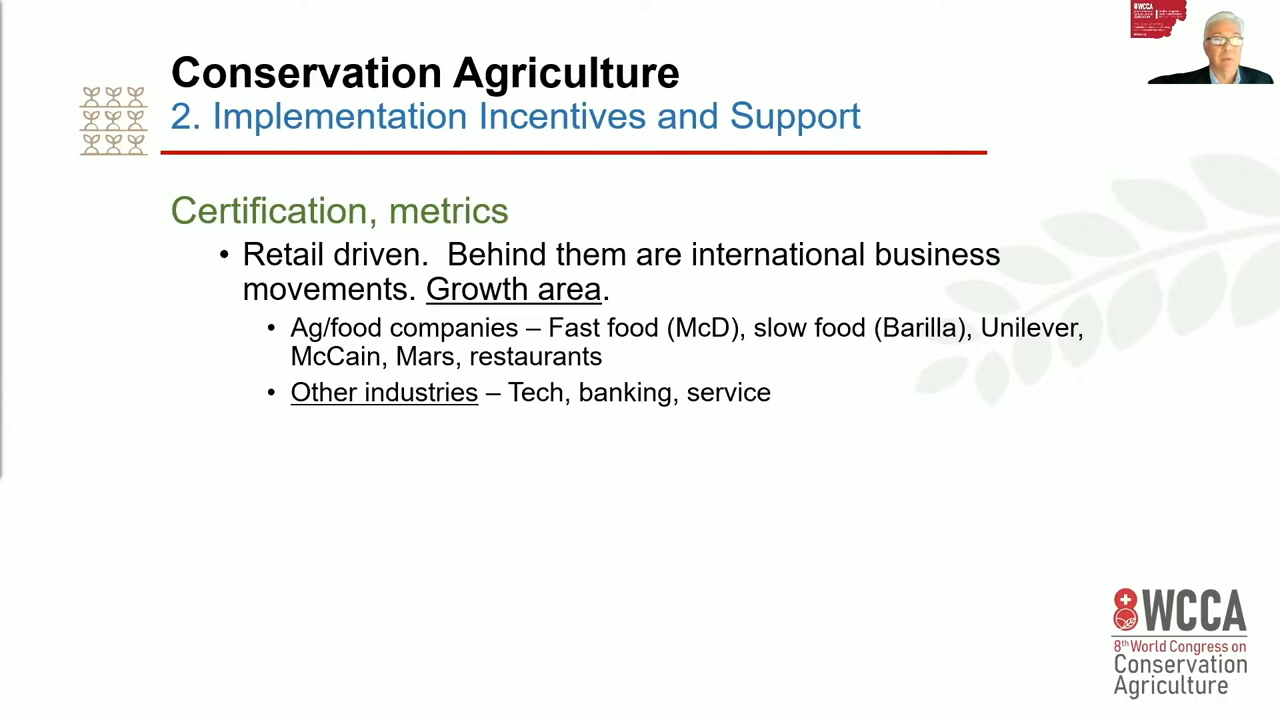 8WCCA
Conservation Agriculture
2. Implementation Incentives and Support
Certification, metrics
• Retail driven.  Behind them are international business
movements. Growth area.
• Ag/food companies – Fast food (McD), slow food (Barilla), Unilever,
McCain, Mars, restaurants
• Other industries – Tech, banking, service
8WCCA
8th World Congress on
Conservation
Agriculture